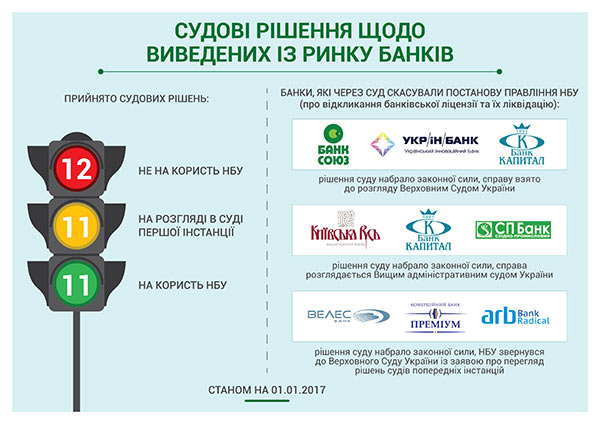 СУДОВІ РІШЕННЯ ЩОДО
ВИВЕДЕНИХ ІЗ РИНКУ БАНКІВ
ПРИЙНЯТО СУДОВИХ РІШЕНЬ:
12
НЕ НА КОРИСТЬ НБУ
11
НА РОЗГЛЯДІ В СУДІ
ПЕРШОЇ ІНСТАНЦІЇ
11
НА КОРИСТЬ НБУ
БАНКИ, ЯКІ ЧЕРЕЗ СУД СКАСУВАЛИ ПОСТАНОВУ ПРАВЛІННЯ НБУ
(про відкликання банківської ліцензії та їх ліквідацію):
БАНК
СОЮЗ
УКР/ІН/БАНК
Український інноваційний Банк
1991
Банк
КАПІТАЛ
рішення суду набрало законної сили, справу взято
до розгляду Верховним Судом України
КИЇВСЬКА РУСЬ
1991
Банк
КАПІТАЛ
СП Банк
СХІДНО-ПРОМИСЛОВИЙ
рішення суду набрало законної сили, справа
розглядається Вищим адміністративним судом України
ВЕЛЕС
БАНК
КОМЕРЦІЙНИЙ БАНК
ПРЕМІУМ
arb Bank
Radical
рішення суду набрало законної сили, НБУ звернувся
до Верховного Суду України із заявою про перегляд
рішень судів попередніх інстанцій
СТАНОМ НА 01.01.2017